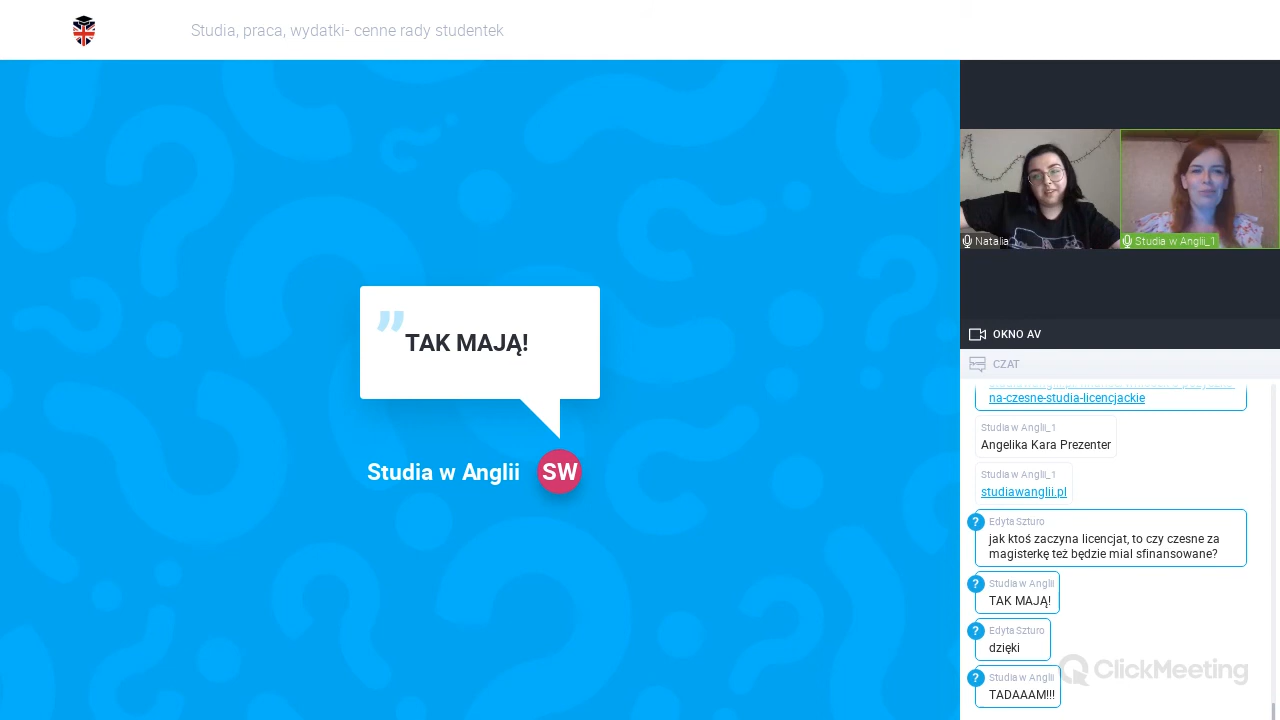 Studia, praca, wydatki- cenne rady studentek
” TAK MAJĄ!
Studia w Anglii
SW
Natalia
Studia w Anglii_1
OKNO AV
CZAT
na-czesne-studia-licencjackie
Studia w Anglii_1
Angelika Kara Prezenter
Studia w Anglii_1
studiawanglii.pl
? Edyta Szturo
jak ktoś zaczyna licencjat, to czy czesne za
magisterkę też będzie mial sfinansowane?
? Studia w Anglii
TAK MAJĄ!
? Edyta Szturo
dzięki
? Studia w Anglii
TADAAAM!!!
ClickMeeting